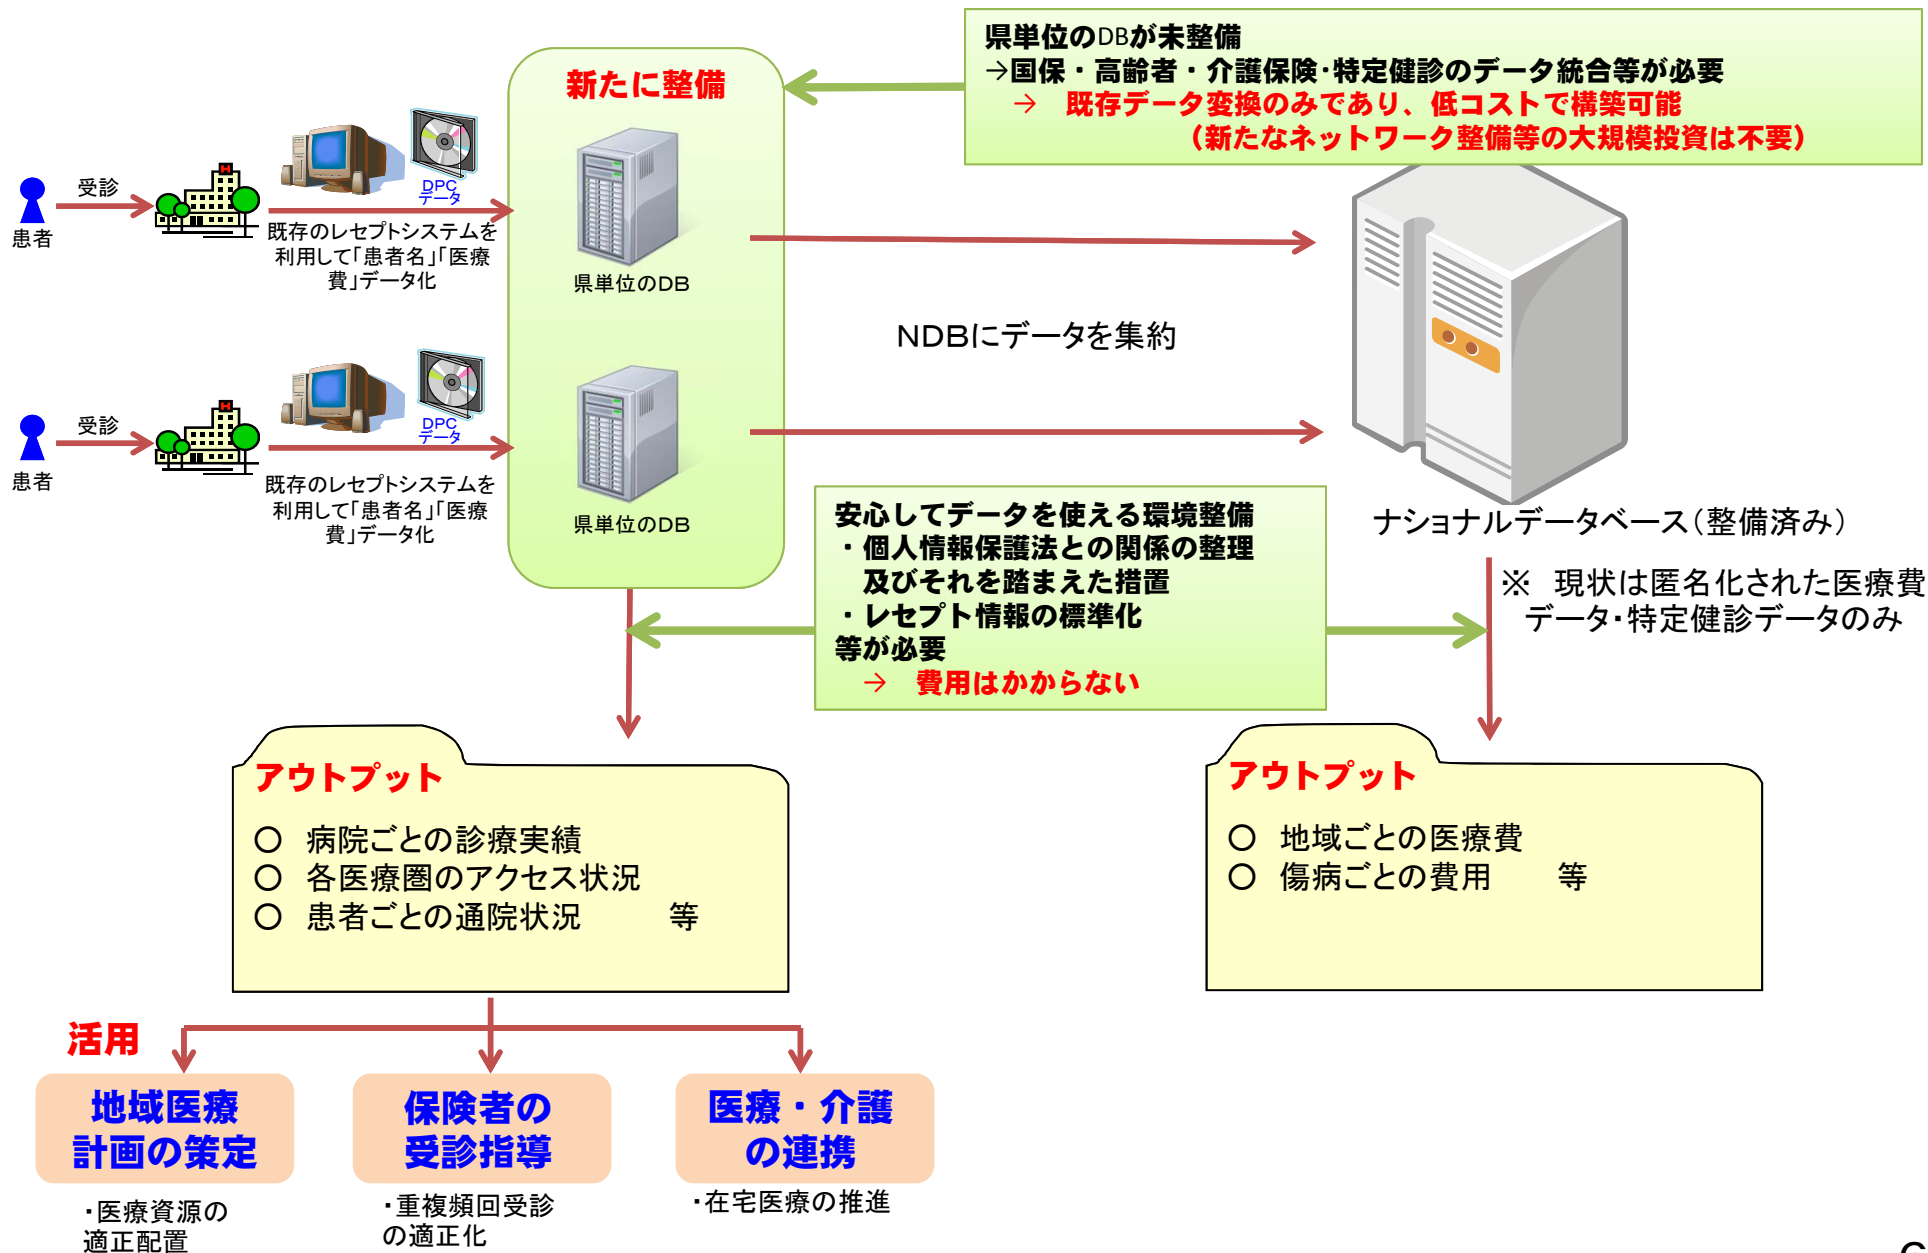 県単位のDBが未整備
→国保・高齢者・介護保険・特定健診のデータ統合等が必要
→ 既存データ変換のみであり、低コストで構築可能
（新たなネットワーク整備等の大規模投資は不要）
新たに整備
患者
受診
DPC
データ
既存のレセプトシステムを
利用して「患者名」「医療
費」データ化
県単位のDB
NDBにデータを集約
患者
受診
DPC
データ
既存のレセプトシステムを
利用して「患者名」「医療
費」データ化
県単位のDB
安心してデータを使える環境整備
・個人情報保護法との関係の整理
及びそれを踏まえた措置
・レセプト情報の標準化
等が必要
→ 費用はかからない
ナショナルデータベース（整備済み）
※ 現状は匿名化された医療費
データ・特定健診データのみ
アウトプット
○ 病院ごとの診療実績
○ 各医療圏のアクセス状況
○ 患者ごとの通院状況 等
アウトプット
○ 地域ごとの医療費
○ 傷病ごとの費用 等
活用
地域医療
計画の策定
・医療資源の
適正配置
保険者の
受診指導
・重複頻回受診
の適正化
医療・介護
の連携
・在宅医療の推進